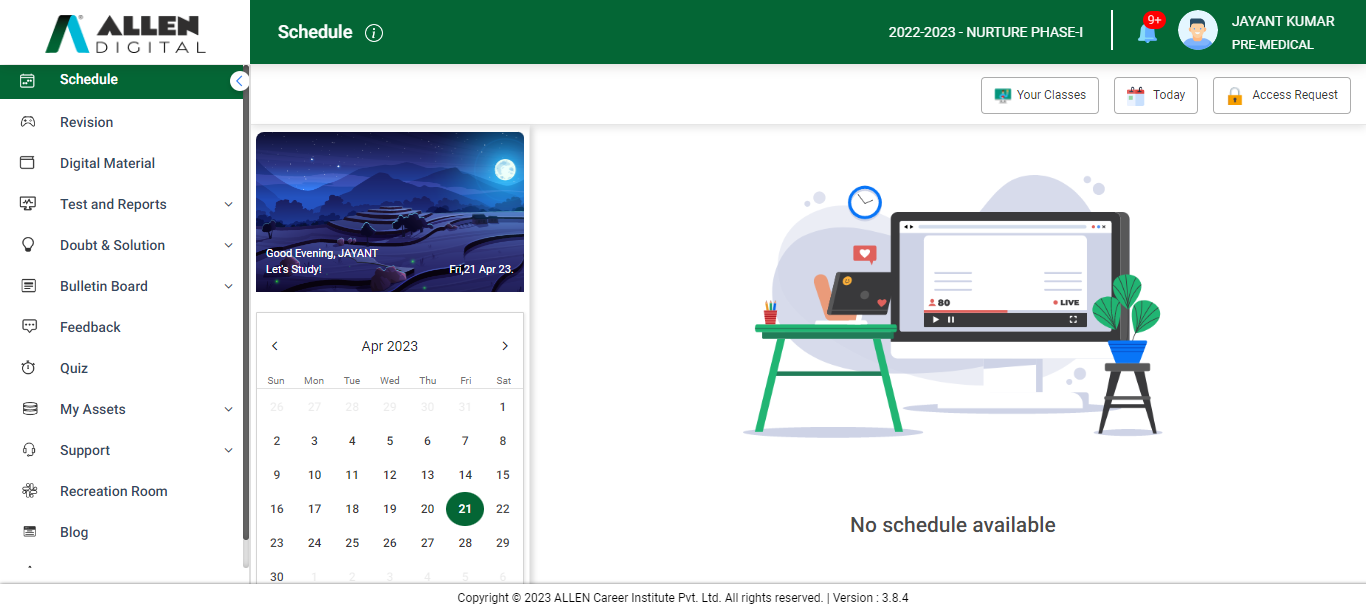 ALLEN
DIGITAL
Schedule
2022-2023 - NURTURE PHASE-I
9+
JAYANT KUMAR
PRE-MEDICAL
Your Classes
Today
Access Request
Schedule
Revision
Digital Material
Test and Reports
Doubt & Solution
Bulletin Board
Feedback
Quiz
My Assets
Support
Recreation Room
Blog
Good Evening, JAYANT
Let's Study!
Fri,21 Apr 23.
Apr 2023
Sun Mon Tue Wed Thu Fri Sat
26 27 28 29 30 31 1
2 3 4 5 6 7 8
9 10 11 12 13 14 15
16 17 18 19 20 21 22
23 24 25 26 27 28 29
30 1 2 3 4 5 6
80
LIVE
No schedule available
Copyright © 2023 ALLEN Career Institute Pvt. Ltd. All rights reserved. | Version : 3.8.4